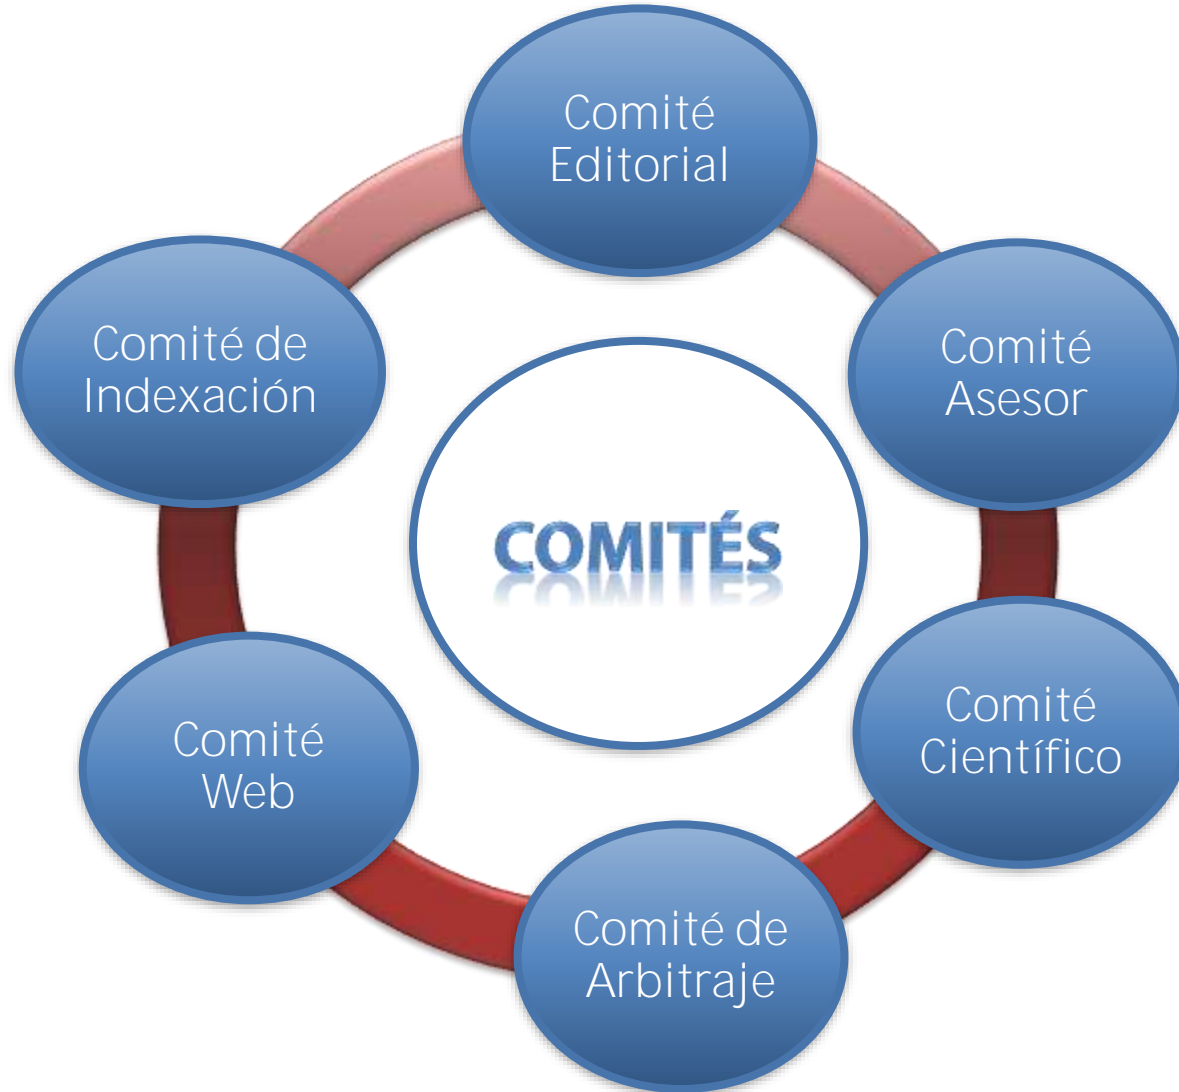 Comité
Editorial
Comité
Asesor
Comité
Científico
Comité de
Arbitraje
Comité
Web
Comité de
Indexación
COMITÉS